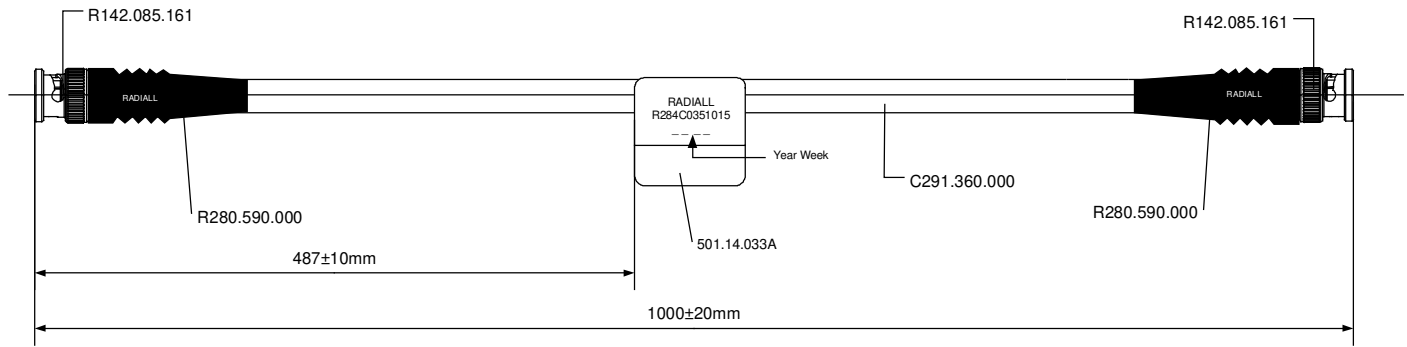 R142.085.161
R142.085.161
RADIALL
RADIALL
RADIALL
R284C0351015
_ _ _ _
Year Week
C291.360.000
R280.590.000
R280.590.000
501.14.033A
487±10mm
1000±20mm